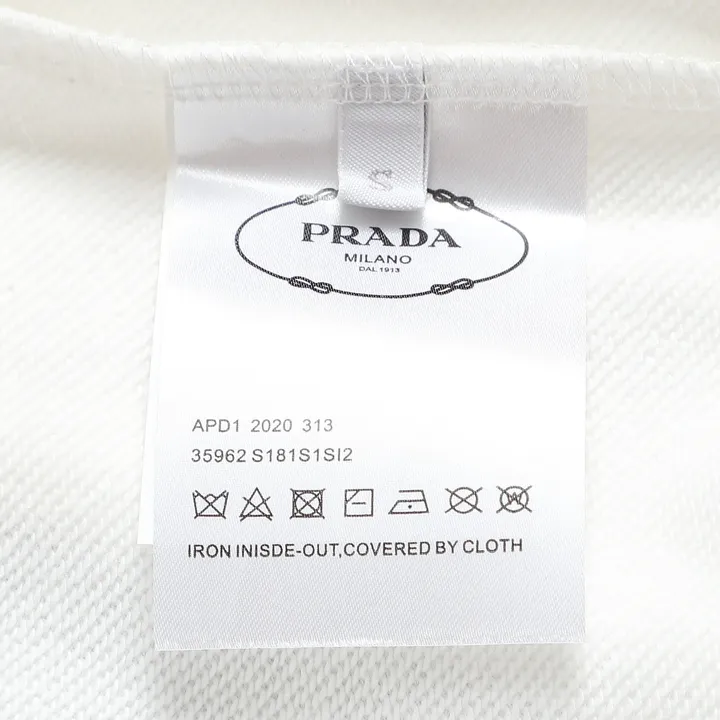 S
PRADA
MILANO
DAL 1913
APD1 2020 313
35962 S181S1SI2
W
IRON INISDE-OUT,COVERED BY CLOTH